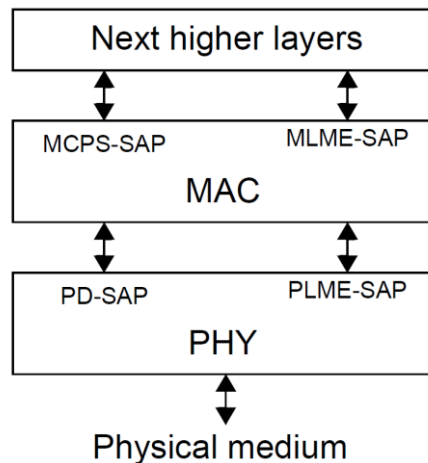 Next higher layers
MCPS-SAP MLME-SAP
MAC
PD-SAP PLME-SAP
PHY
Physical medium